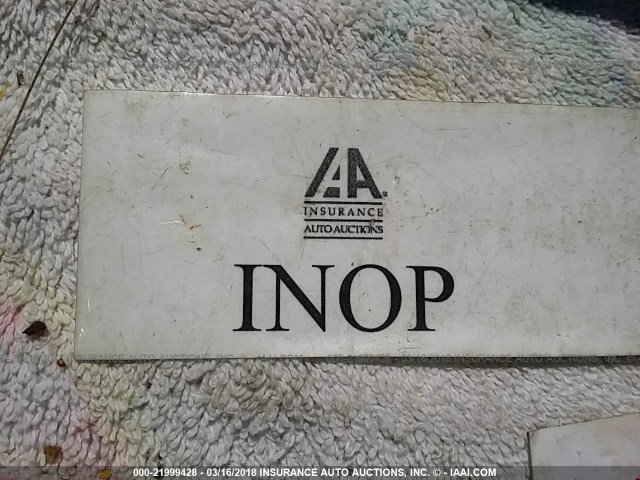 IAA
INSURANCE
AUTO AUCTIONS
INOP
000-21999428 - 03/16/2018 INSURANCE AUTO AUCTIONS, INC. © - IAAI.COM